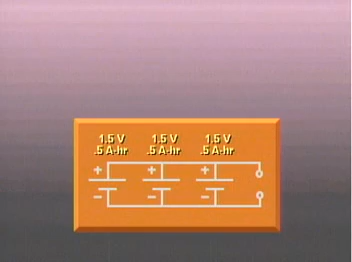 1.5 V 1.5 V 1.5 V
.5 A-hr .5 A-hr .5 A-hr
+ + +
- - -